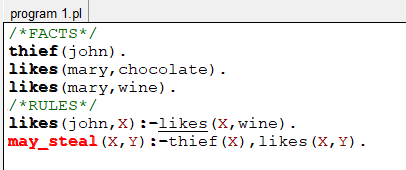 program 1.pl
/*FACTS*/
thief(john).
likes(mary,chocolate).
likes(mary,wine).
/*RULES*/
likes(john,X):-likes(X,wine).
may_steal(X,Y):-thief(X),likes(X,Y).